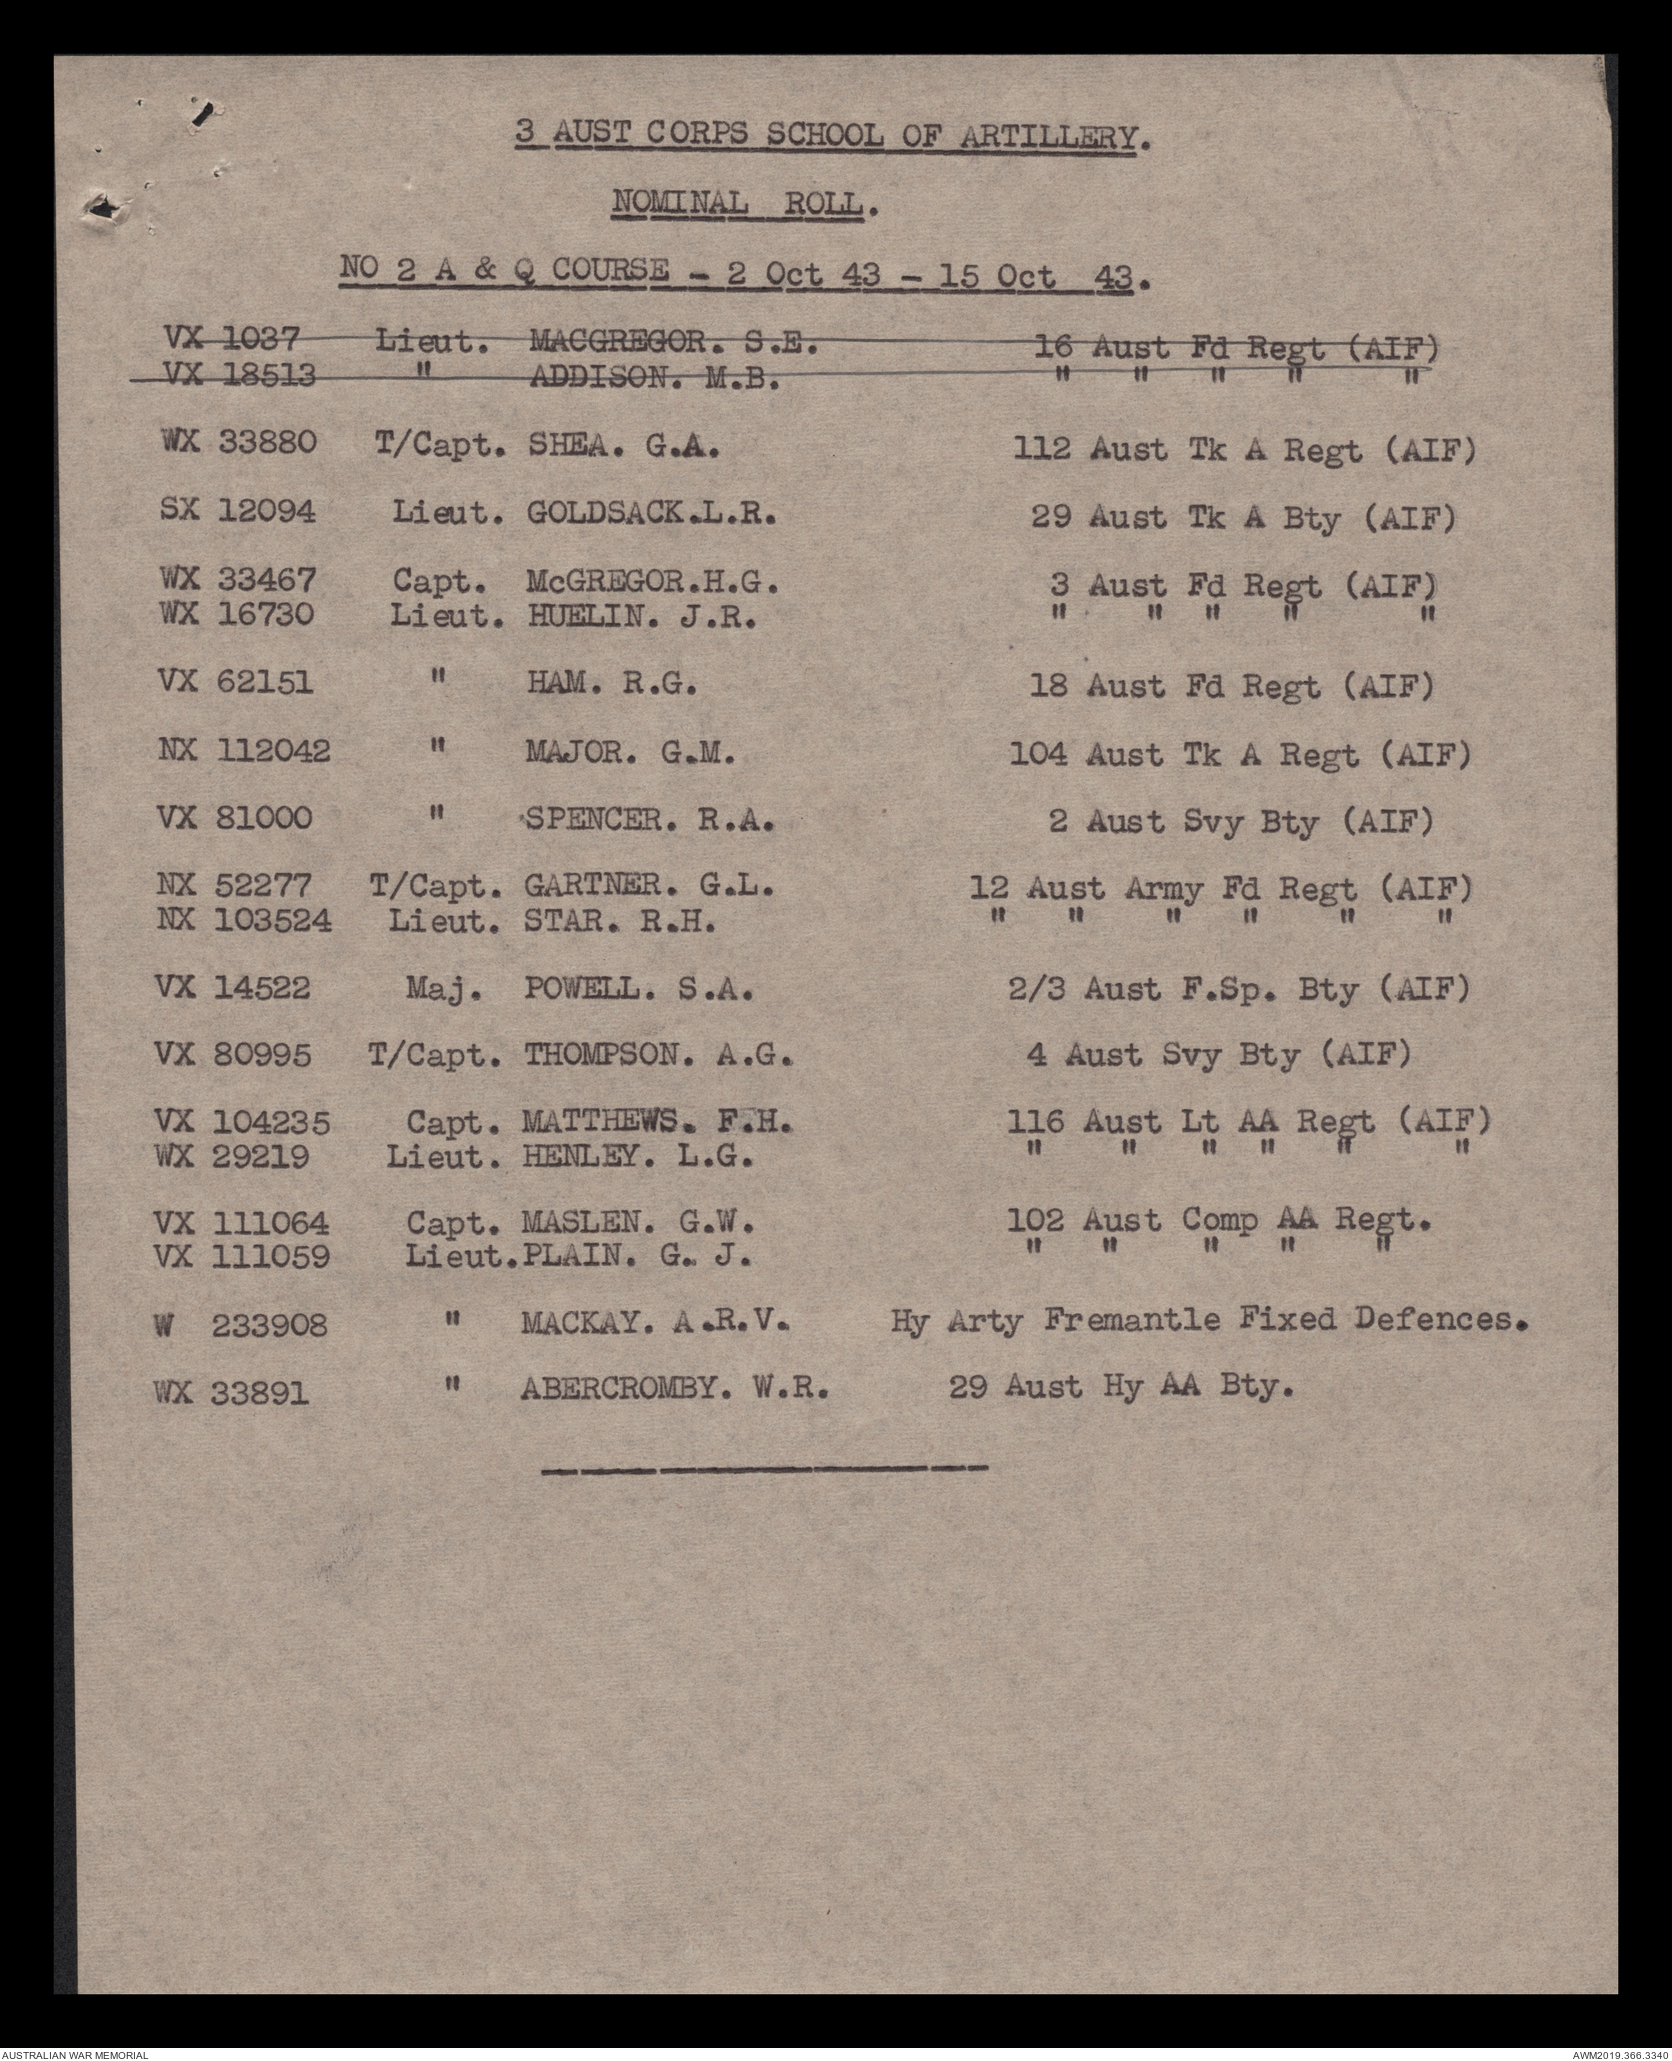 3 AUST CORPS SCHOOL OF ARTILLERY.
NOMINAL ROLL.
NO 2 A & Q COURSE - 2 Oct 43 - 15 Oct 43.
VX 1037 Lieut. MACGREGOR. S.E. 16 Aust Fd Regt (AIF)
VX 18513 " ADDISON. M.B. " " " " "
WX 33880 T/Capt. SHEA. G.A. 112 Aust Tk A Regt (AIF)
SX 12094 Lieut. GOLDSACK.L.R. 29 Aust Tk A Bty (AIF)
WX 33467 Capt. McGREGOR.H.G. 3 Aust Fd Regt (AIF)
WX 16730 Lieut. HUELIN. J.R. " " " " "
VX 62151 " HAM. R.G. 18 Aust Fd Regt (AIF)
NX 112042 " MAJOR. G.M. 104 Aust Tk A Regt (AIF)
VX 81000 " SPENCER. R.A. 2 Aust Svy Bty (AIF)
NX 52277 T/Capt. GARTNER. G.L. 12 Aust Army Fd Regt (AIF)
NX 103524 Lieut. STAR. R.H. " " " " " "
VX 14522 Maj. POWELL. S.A. 2/3 Aust F.Sp. Bty (AIF)
VX 80995 T/Capt. THOMPSON. A.G. 4 Aust Svy Bty (AIF)
VX 104235 Capt. MATTHEWS. F.H. 116 Aust Lt AA Regt (AIF)
WX 29219 Lieut. HENLEY. L.G. " " " " " "
VX 111064 Capt. MASLEN. G.W. 102 Aust Comp AA Regt.
VX 111059 Lieut.PLAIN. G. J. " " " " "
W 233908 " MACKAY. A.R.V. Hy Arty Fremantle Fixed Defences.
WX 33891 " ABERCROMBY. W.R. 29 Aust Hy AA Bty.
AUSTRALIAN WAR MEMORIAL AWM2019.366.3340